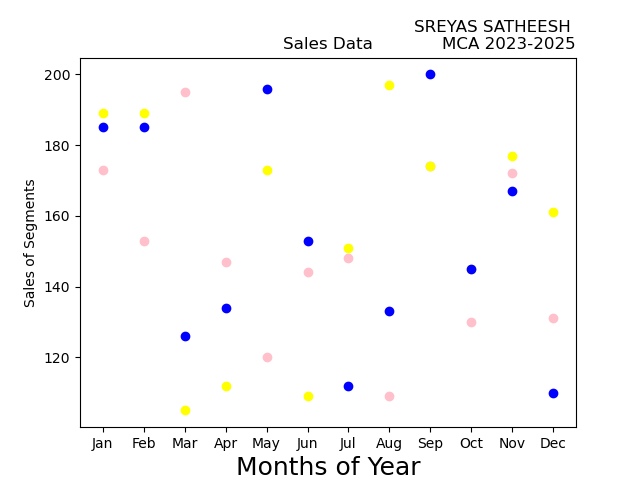 SREYAS SATHEESH
Sales Data
MCA 2023-2025
Sales of Segments
200
180
160
140
120
Jan Feb Mar Apr May Jun Jul Aug Sep Oct Nov Dec
Months of Year